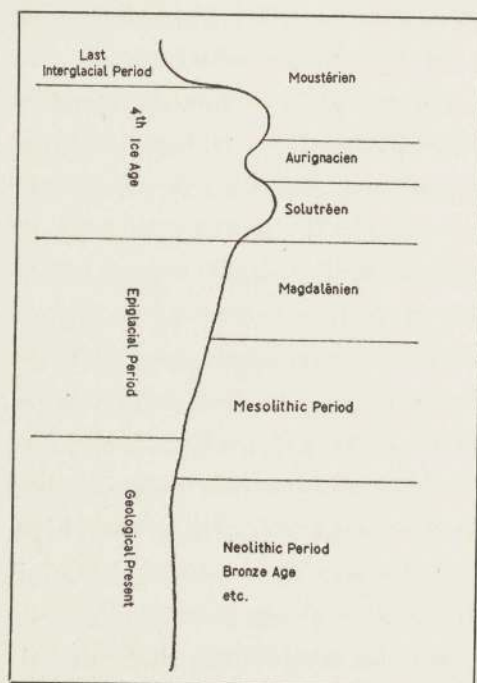 Last
Interglacial Period
Moustérien
4th Ice Age
Aurignacien
Solutréen
Epiglacial Period
Magdalénien
Mesolithic Period
Geological Present
Neolithic Period
Bronze Age
etc.